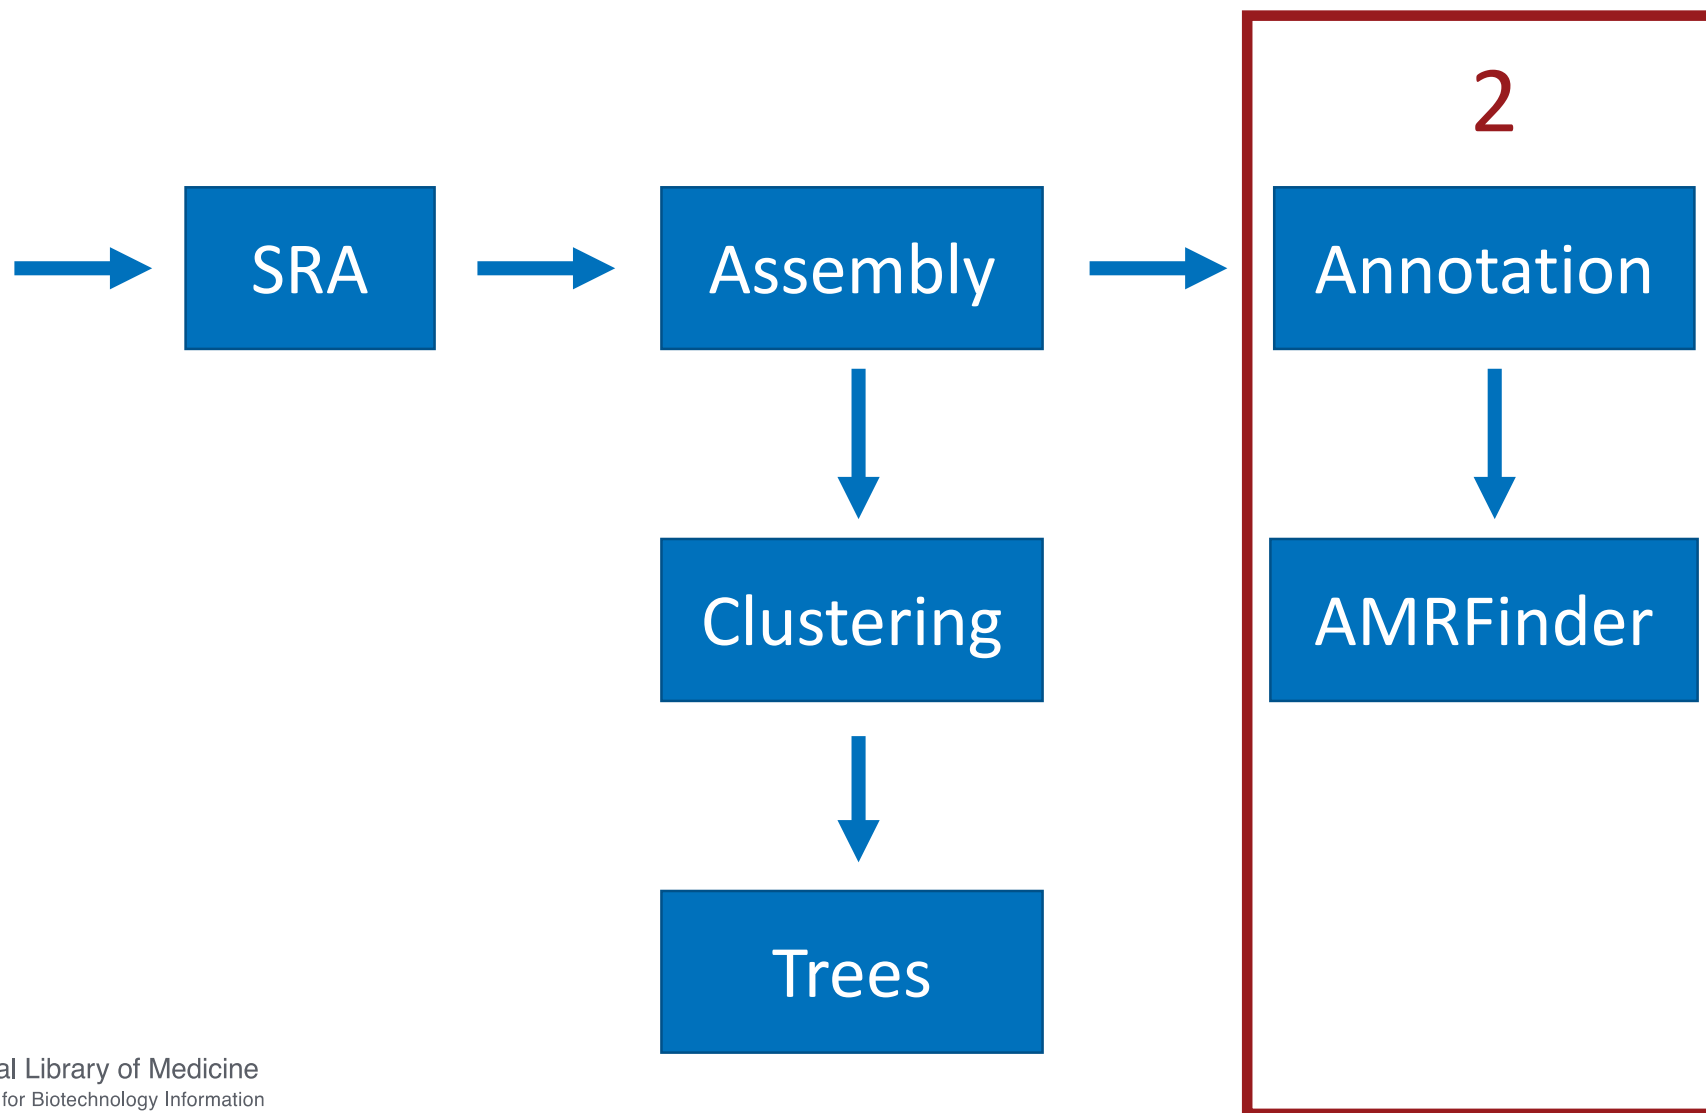 2
SRA
Assembly
Annotation
Clustering
AMRFinder
Trees
al Library of Medicine
for Biotechnology Information